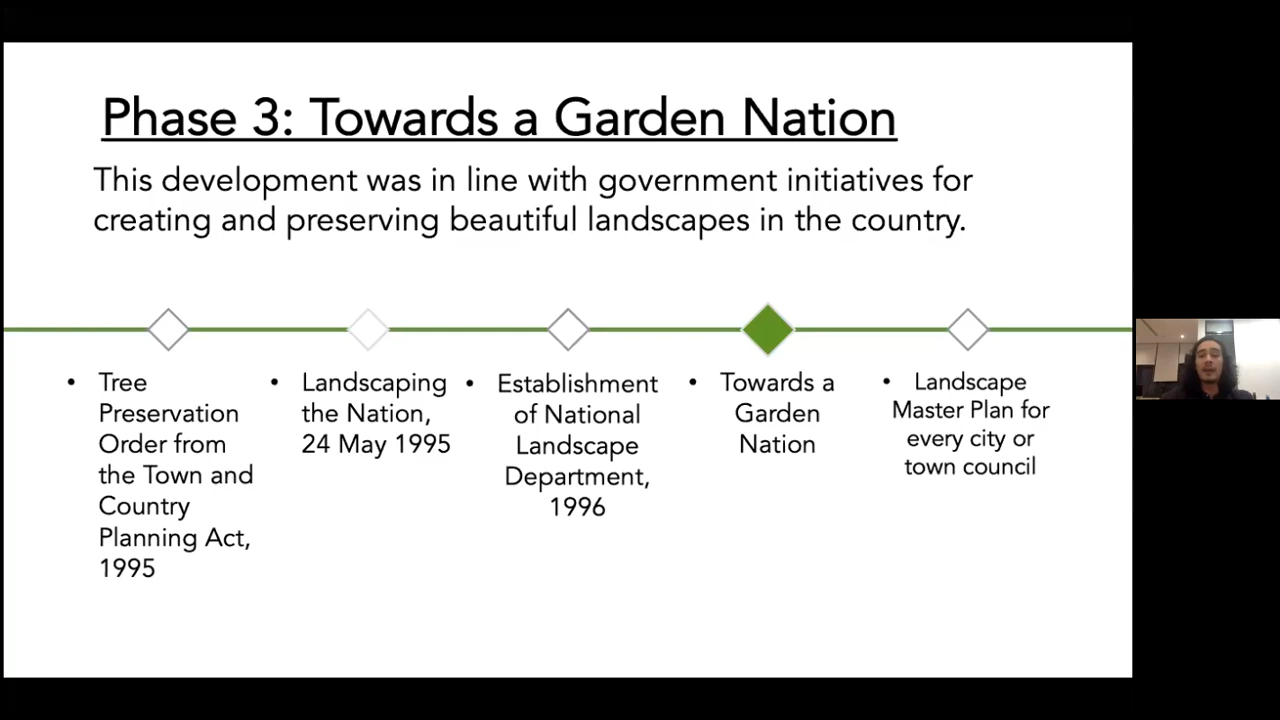 Phase 3: Towards a Garden Nation
This development was in line with government initiatives for
creating and preserving beautiful landscapes in the country.
• Tree
Preservation
Order from
the Town and
Country
Planning Act,
1995
• Landscaping
the Nation,
24 May 1995
• Establishment
of National
Landscape
Department,
1996
• Towards a
Garden
Nation
• Landscape
Master Plan for
every city or
town council